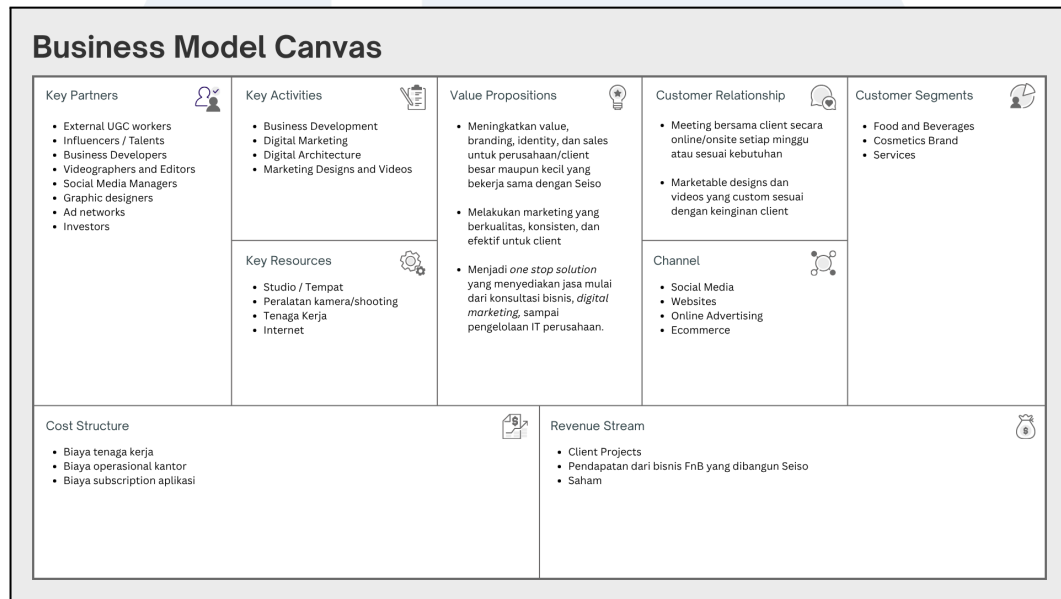 Business Model Canvas
Key Partners
• External UGC workers
• Influencers / Talents
• Business Developers
• Videographers and Editors
• Social Media Managers
• Graphic designers
• Ad networks
• Investors
Key Activities
• Business Development
• Digital Marketing
• Digital Architecture
• Marketing Designs and Videos
Key Resources
• Studio / Tempat
• Peralatan kamera/shooting
• Tenaga Kerja
• Internet
Value Propositions
• Meningkatkan value,
branding, identity, dan sales
untuk perusahaan/client
besar maupun kecil yang
bekerja sama dengan Seiso
• Melakukan marketing yang
berkualitas, konsisten, dan
efektif untuk client
• Menjadi one stop solution
yang menyediakan jasa mulai
dari konsultasi bisnis, digital
marketing, sampai
pengelolaan IT perusahaan.
Customer Relationship
• Meeting bersama client secara
online/onsite setiap minggu
atau sesuai kebutuhan
• Marketable designs dan
videos yang custom sesuai
dengan keinginan client
Channel
• Social Media
• Websites
• Online Advertising
• Ecommerce
Customer Segments
• Food and Beverages
• Cosmetics Brand
• Services
Cost Structure
• Biaya tenaga kerja
• Biaya operasional kantor
• Biaya subscription aplikasi
$
Revenue Stream
• Client Projects
• Pendapatan dari bisnis FnB yang dibangun Seiso
• Saham
$